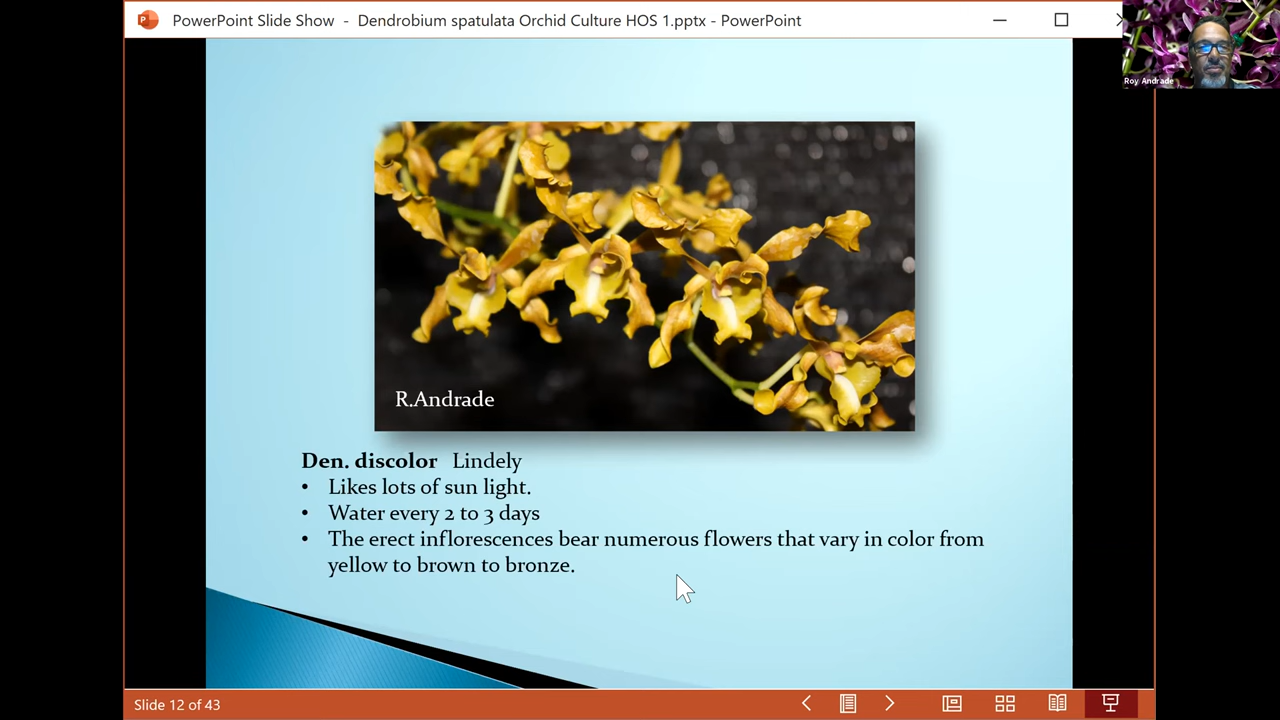 PowerPoint Slide Show - Dendrobium spatulata Orchid Culture HOS 1.pptx - PowerPoint
Roy Andrade
R.Andrade
Den. discolor Lindely
• Likes lots of sun light.
• Water every 2 to 3 days
• The erect inflorescences bear numerous flowers that vary in color from
yellow to brown to bronze.
Slide 12 of 43